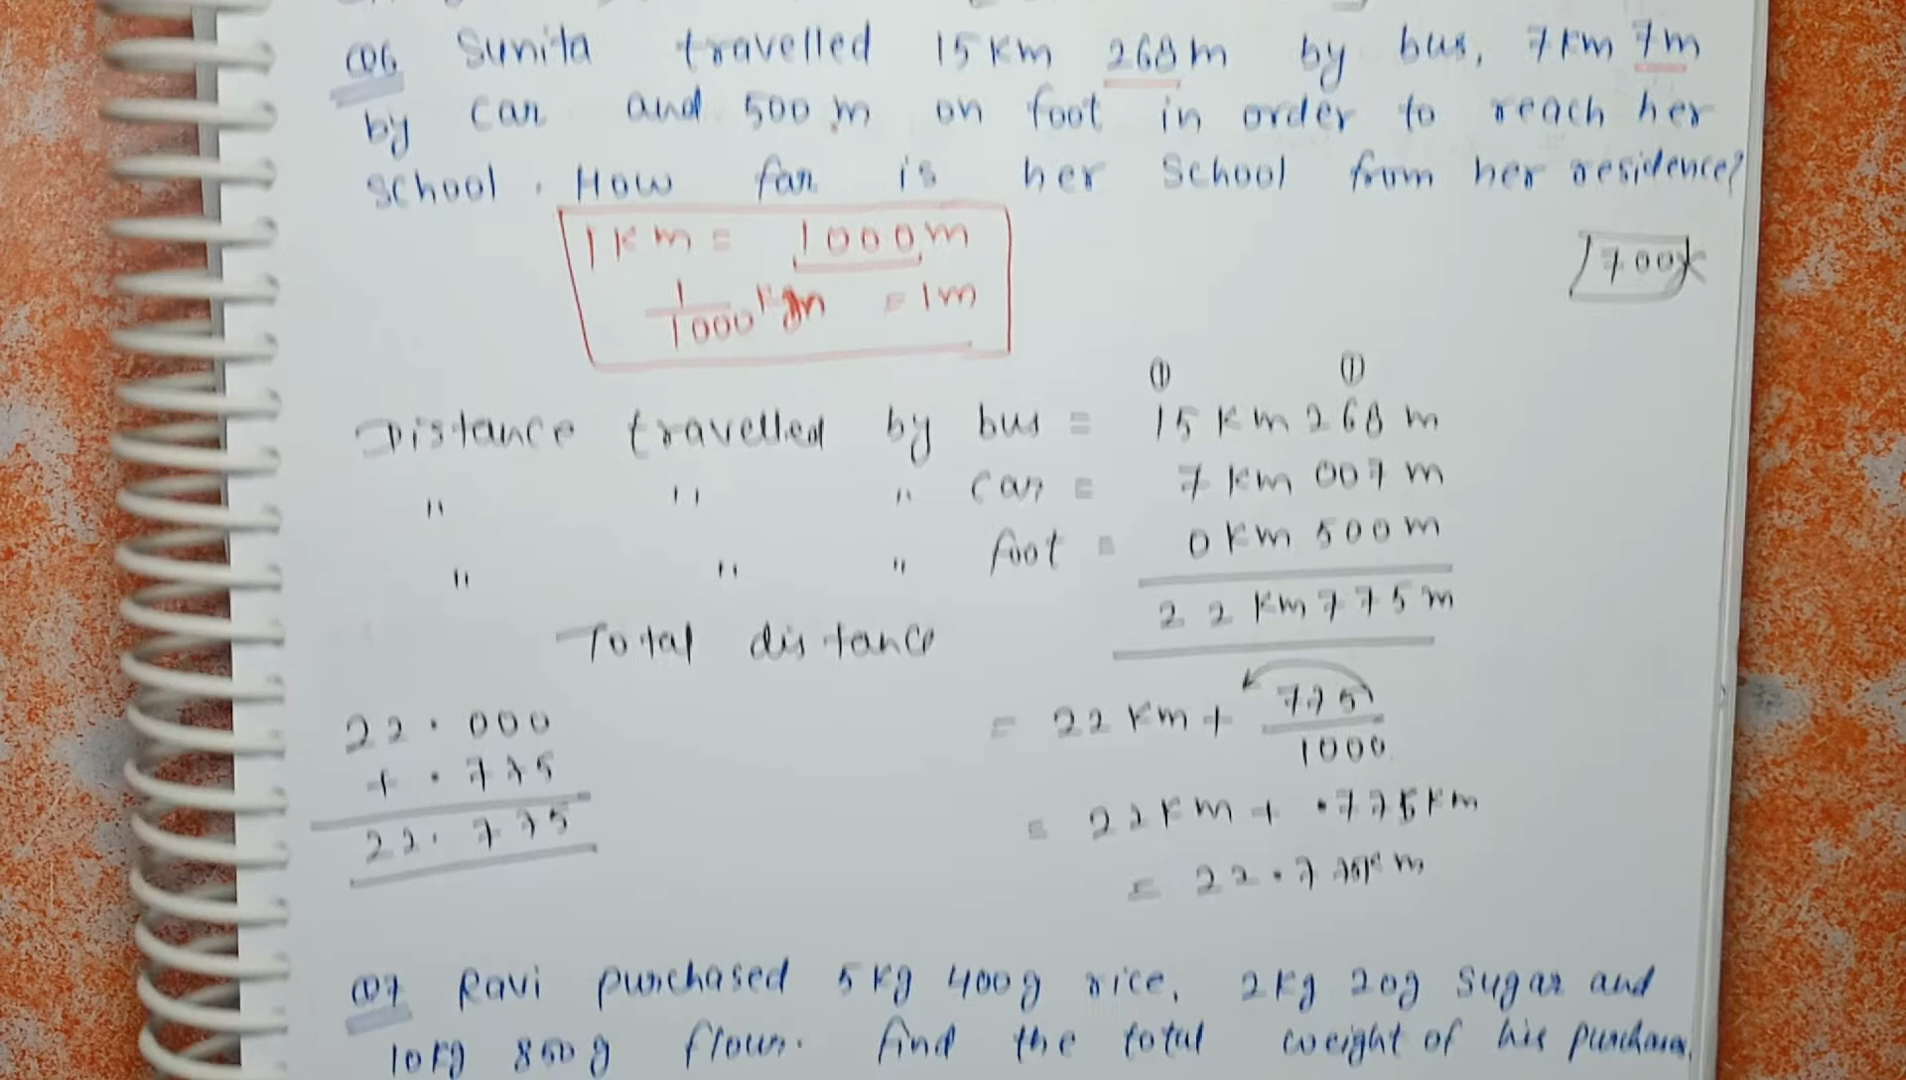 Q6 Sunita travelled 15 Km 268 m by bus, 7 Km 7 m
by car and 500 m on foot in order to reach her
school. How far is her school from her residence?
1 Km = 1000 m
1/1000 km = 1 m
700
① ①
Distance travelled by bus = 15 Km 268 m
" " " car = 7 Km 007 m
" " " foot = 0 Km 500 m
Total distance 22 Km 775 m
= 22 Km + 775/1000
= 22 Km + .775 Km
= 22.775 Km
22.000
+ .775
22.775
Q7 Ravi purchased 5 Kg 400 g rice, 2 Kg 20 g sugar and
10 Kg 850 g flour. Find the total weight of his